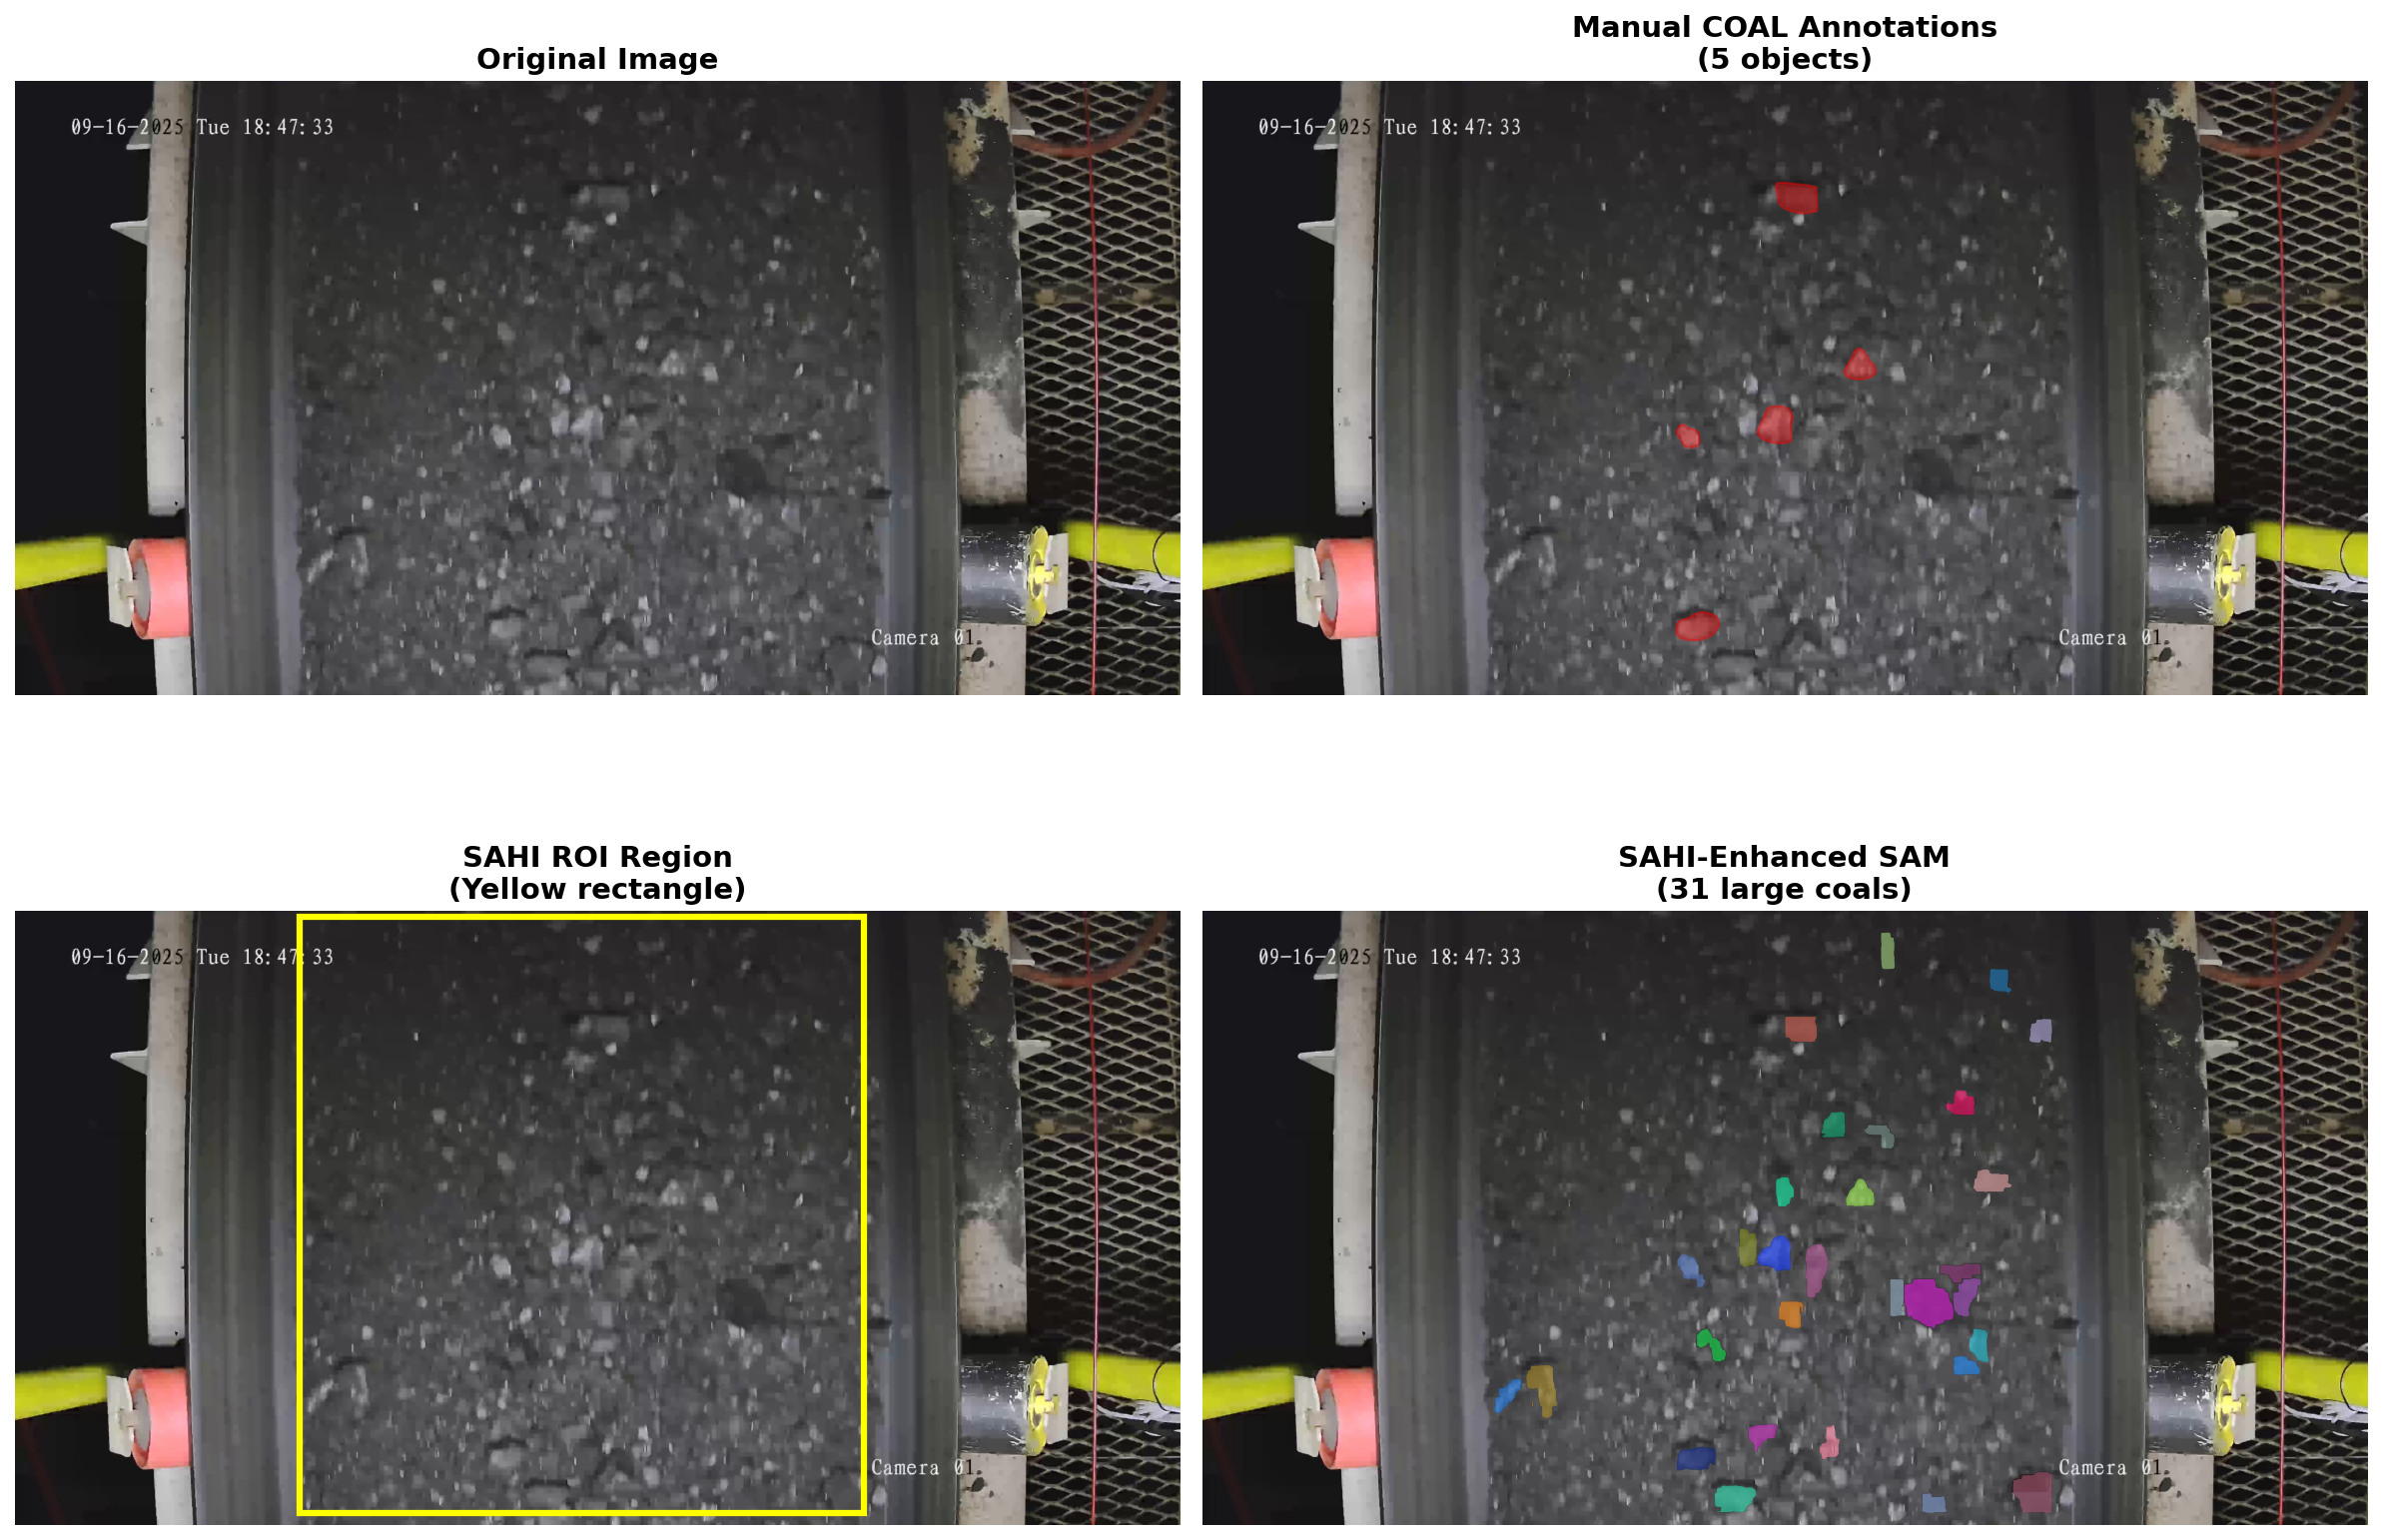 Original Image
09-16-2025 Tue 18:47:33
Camera 01
Manual COAL Annotations
(5 objects)
09-16-2025 Tue 18:47:33
Camera 01
SAHI ROI Region
(Yellow rectangle)
09-16-2025 Tue 18:47:33
Camera 01
SAHI-Enhanced SAM
(31 large coals)
09-16-2025 Tue 18:47:33
Camera 01